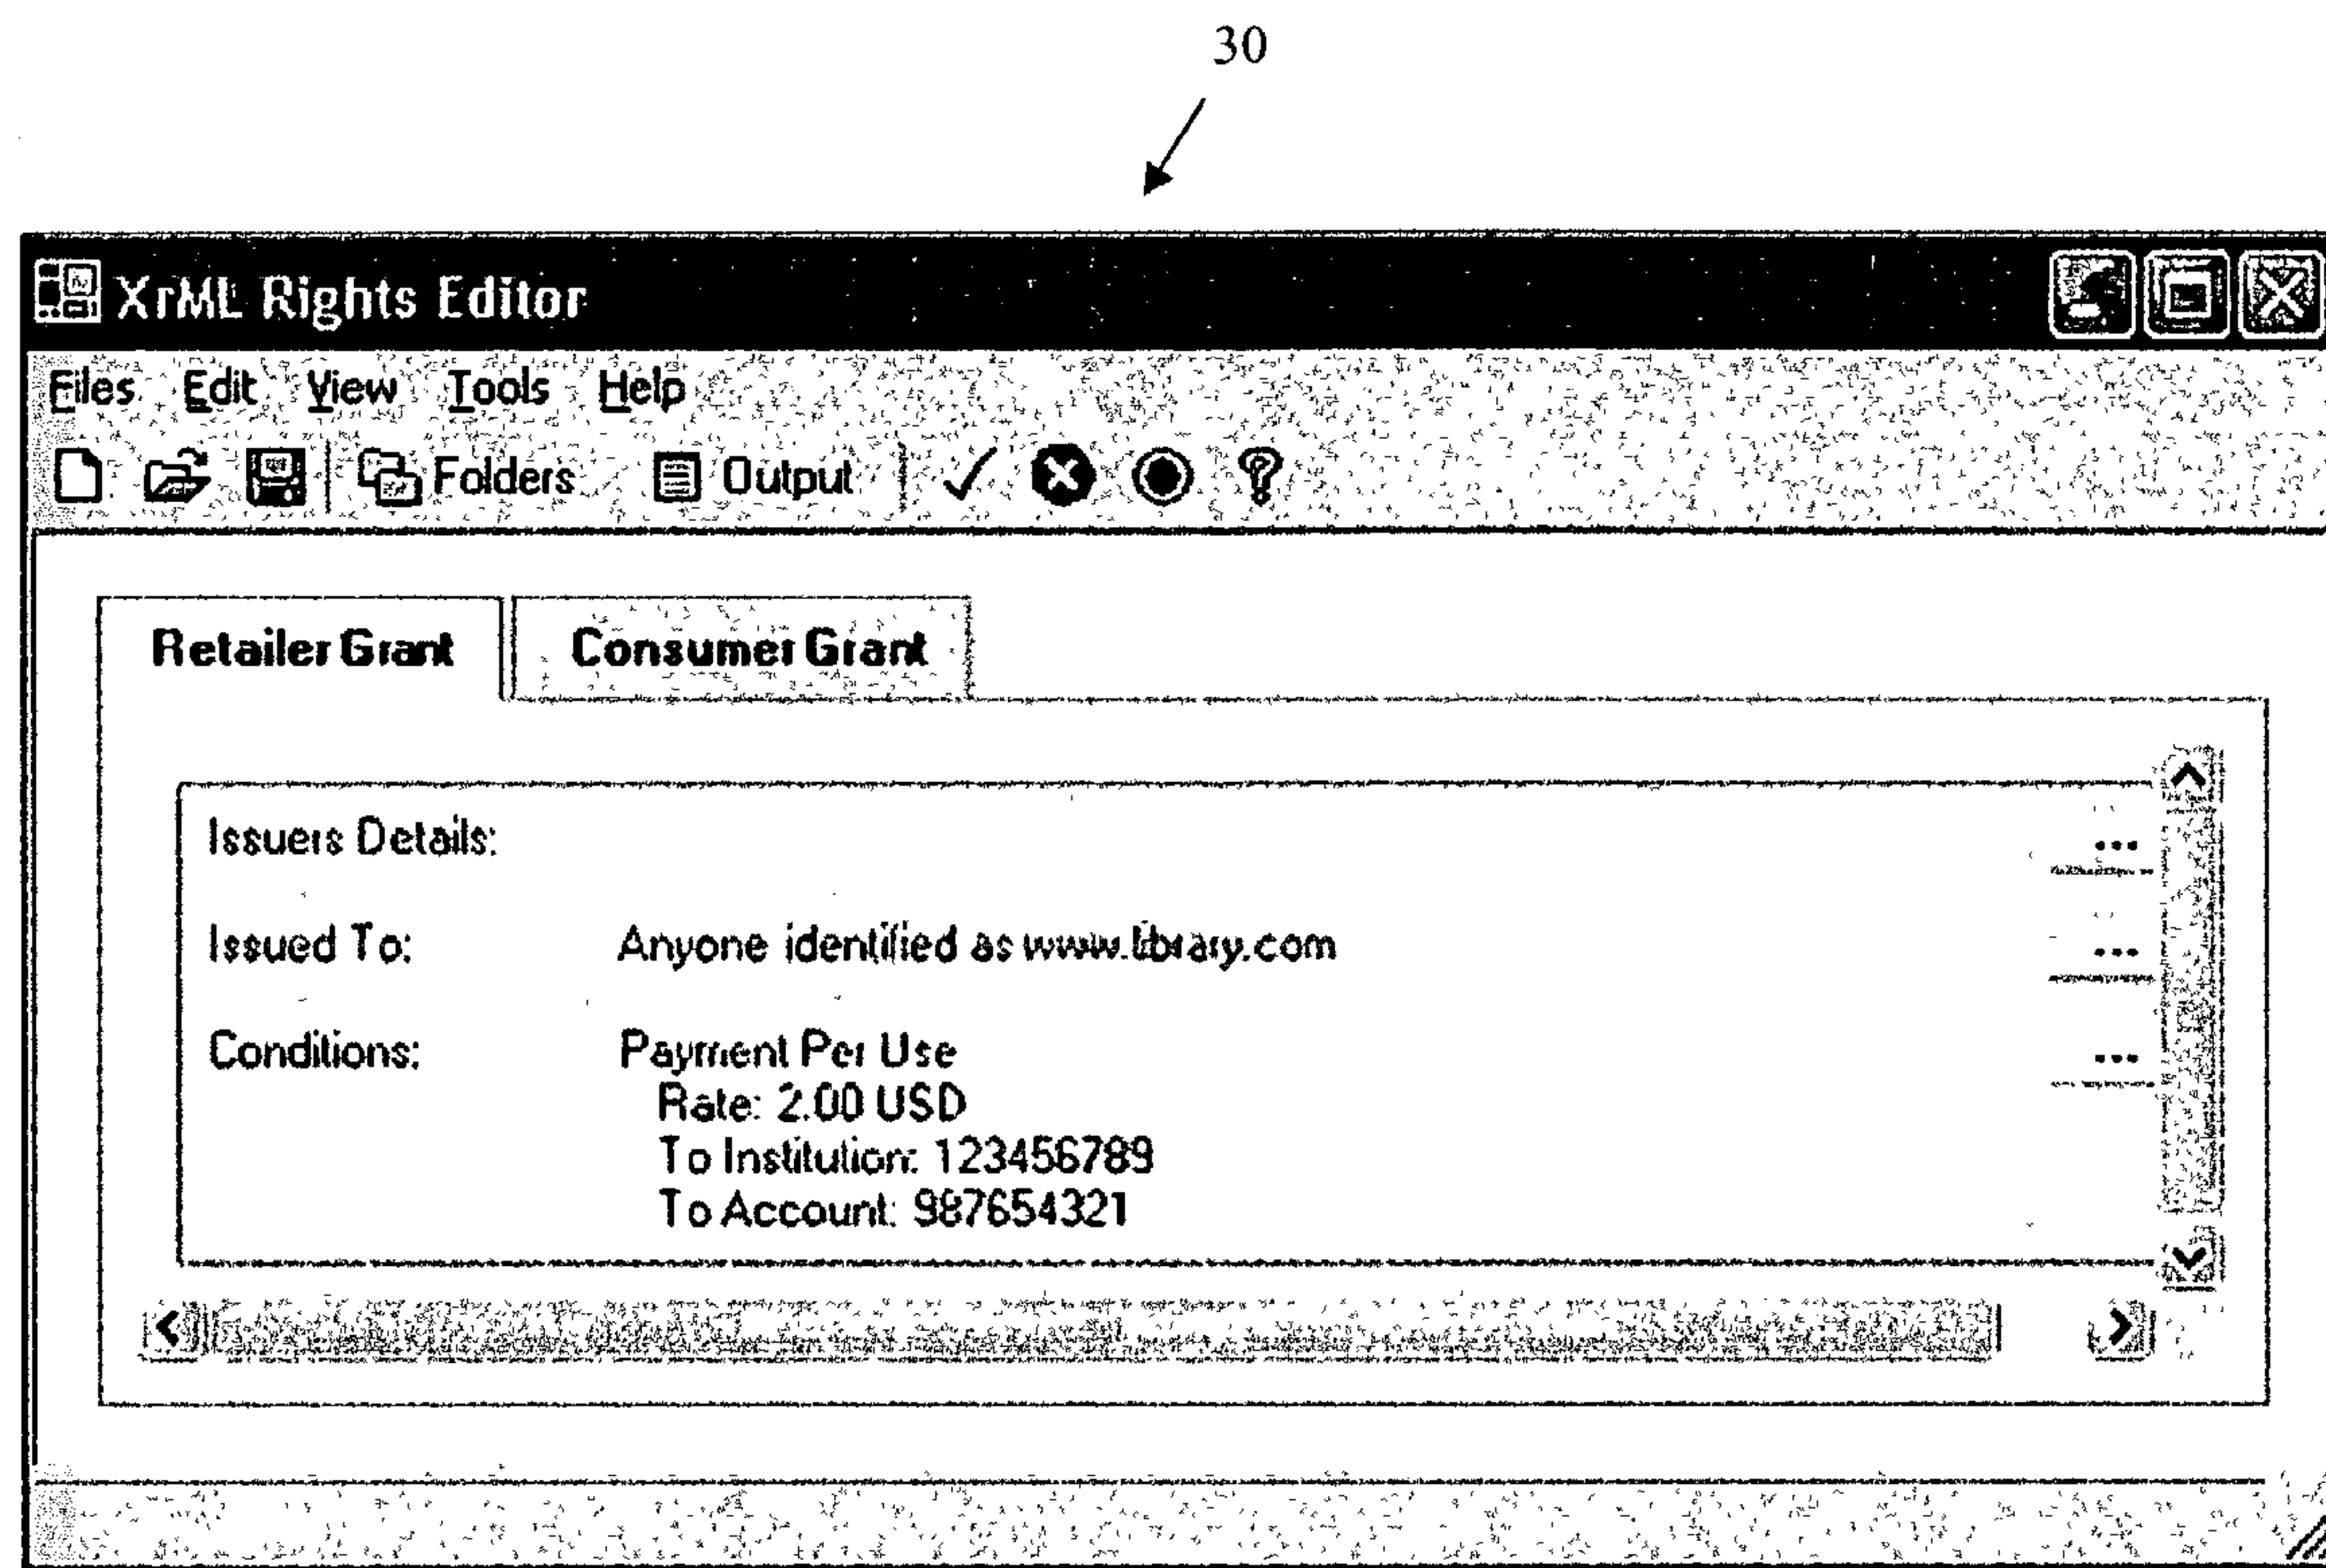 30
XrML Rights Editor
Files Edit View Tools Help
Folders Output
Retailer Grant Consumer Grant
Issuers Details: ...
Issued To: Anyone identified as www.library.com ...
Conditions: Payment Per Use ...
Rate: 2.00 USD
To Institution: 123456789
To Account: 987654321